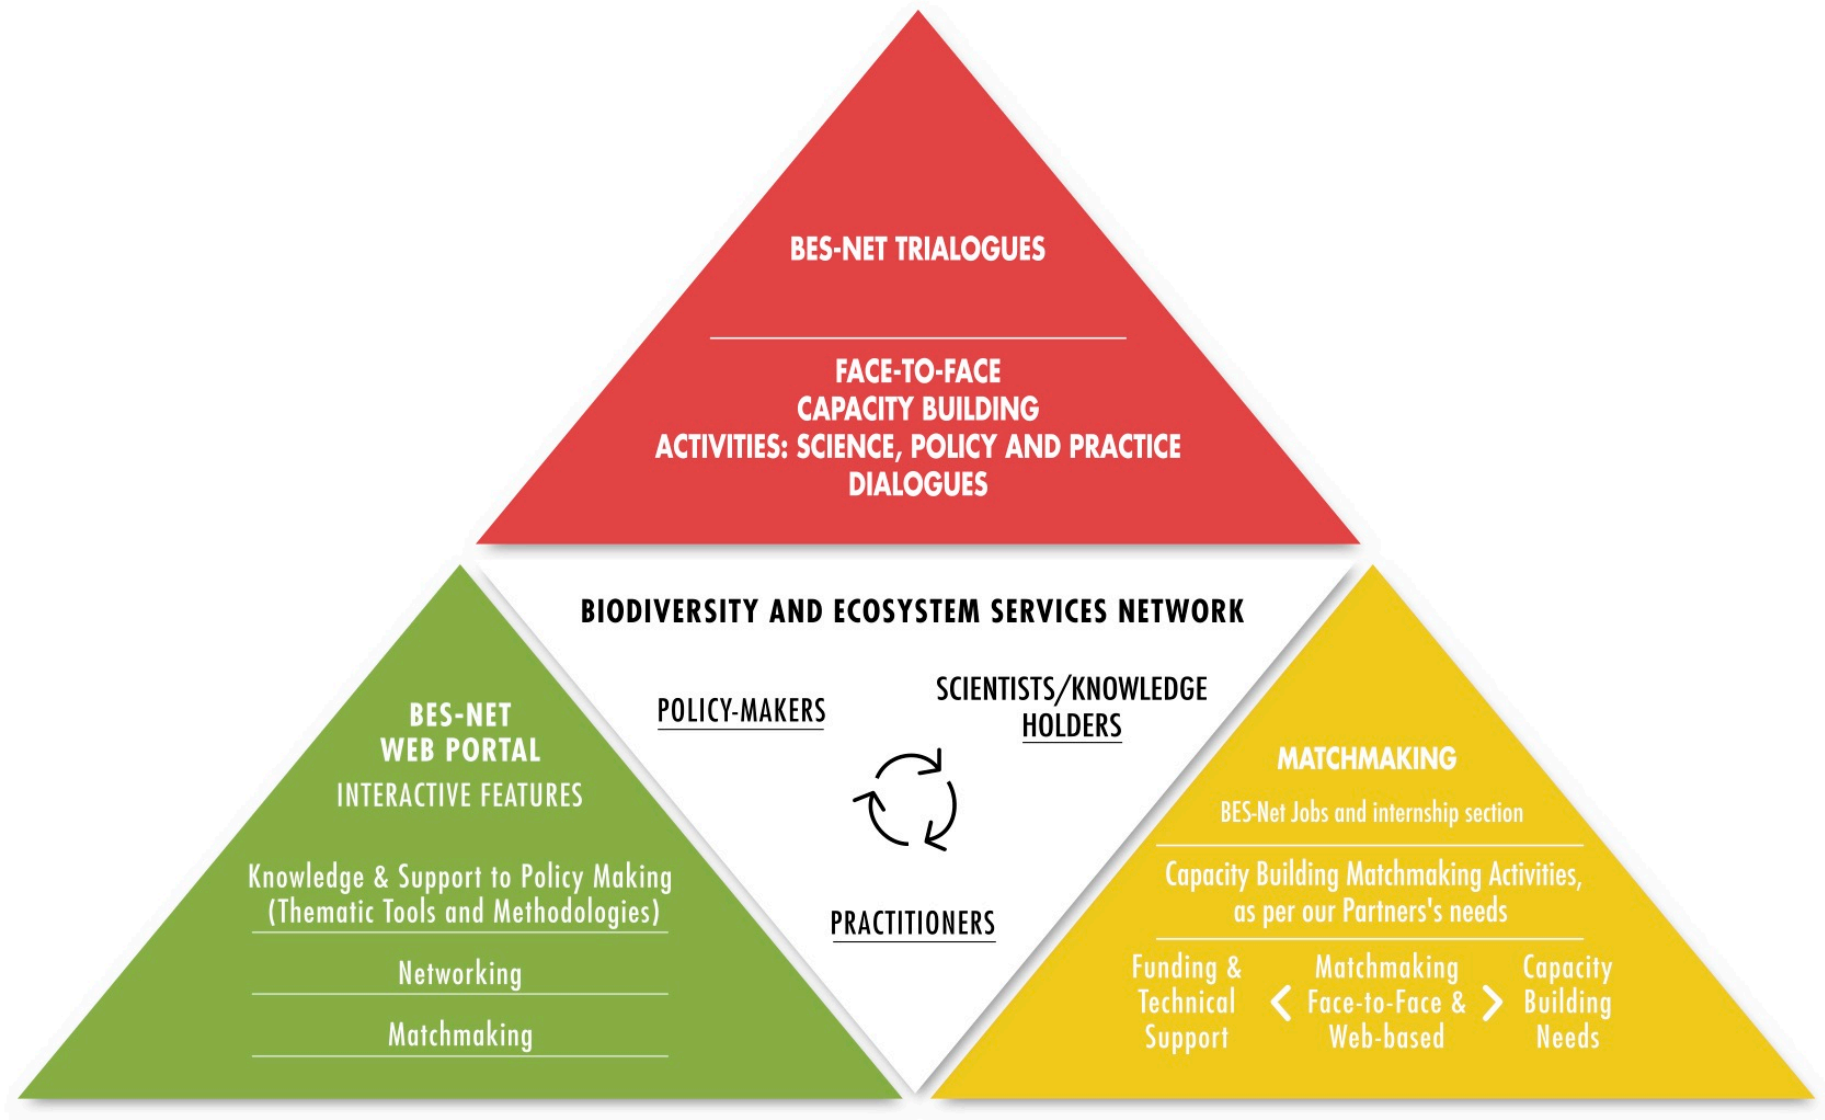 BES-NET TRIALOGUES
FACE-TO-FACE
CAPACITY BUILDING
ACTIVITIES: SCIENCE, POLICY AND PRACTICE
DIALOGUES
BIODIVERSITY AND ECOSYSTEM SERVICES NETWORK
POLICY-MAKERS
SCIENTISTS/KNOWLEDGE
HOLDERS
PRACTITIONERS
BES-NET
WEB PORTAL
INTERACTIVE FEATURES
Knowledge & Support to Policy Making
(Thematic Tools and Methodologies)
Networking
Matchmaking
MATCHMAKING
BES-Net Jobs and internship section
Capacity Building Matchmaking Activities,
as per our Partners's needs
Funding &
Technical
Support
Matchmaking
Face-to-Face &
Web-based
Capacity
Building
Needs